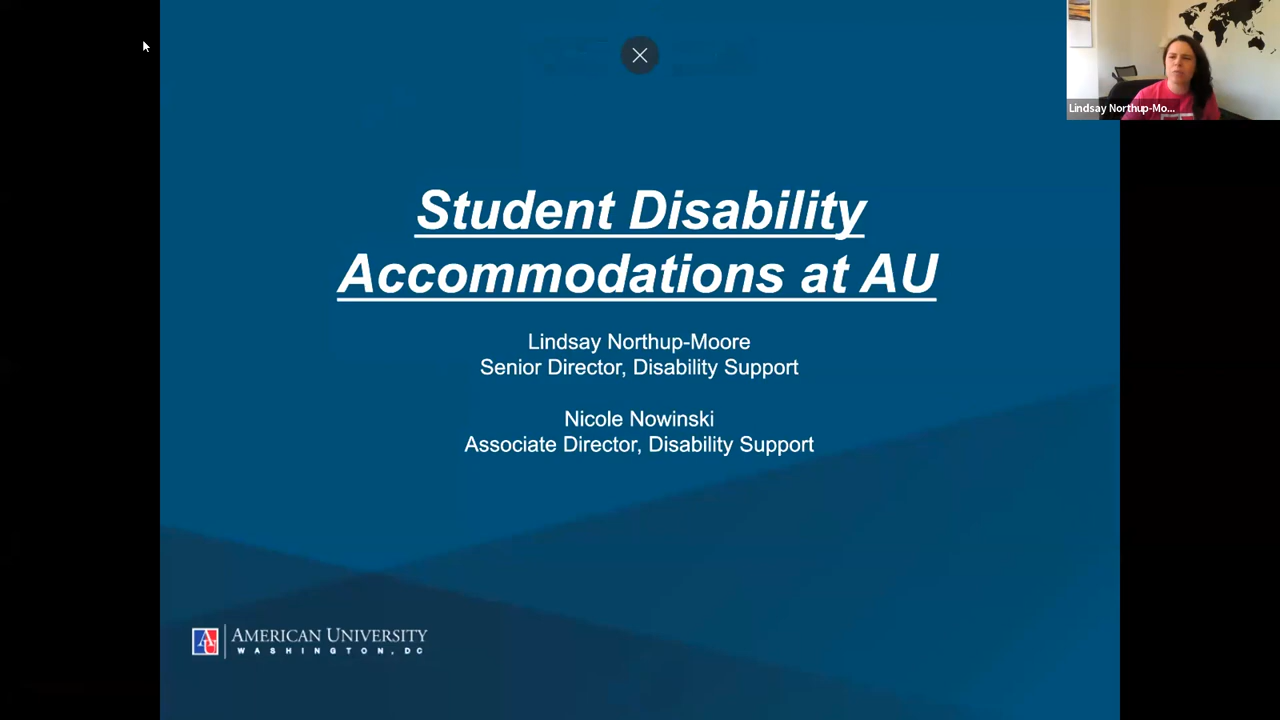 Lindsay Northup-Mo...
Student Disability
Accommodations at AU
Lindsay Northup-Moore
Senior Director, Disability Support
Nicole Nowinski
Associate Director, Disability Support
AU
AMERICAN UNIVERSITY
WASHINGTON, DC